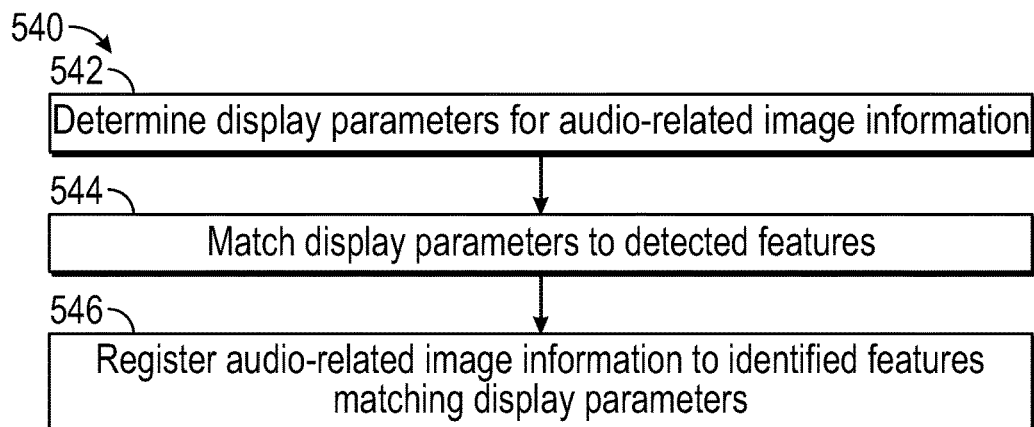 540
542
Determine display parameters for audio-related image information
544
Match display parameters to detected features
546
Register audio-related image information to identified features
matching display parameters